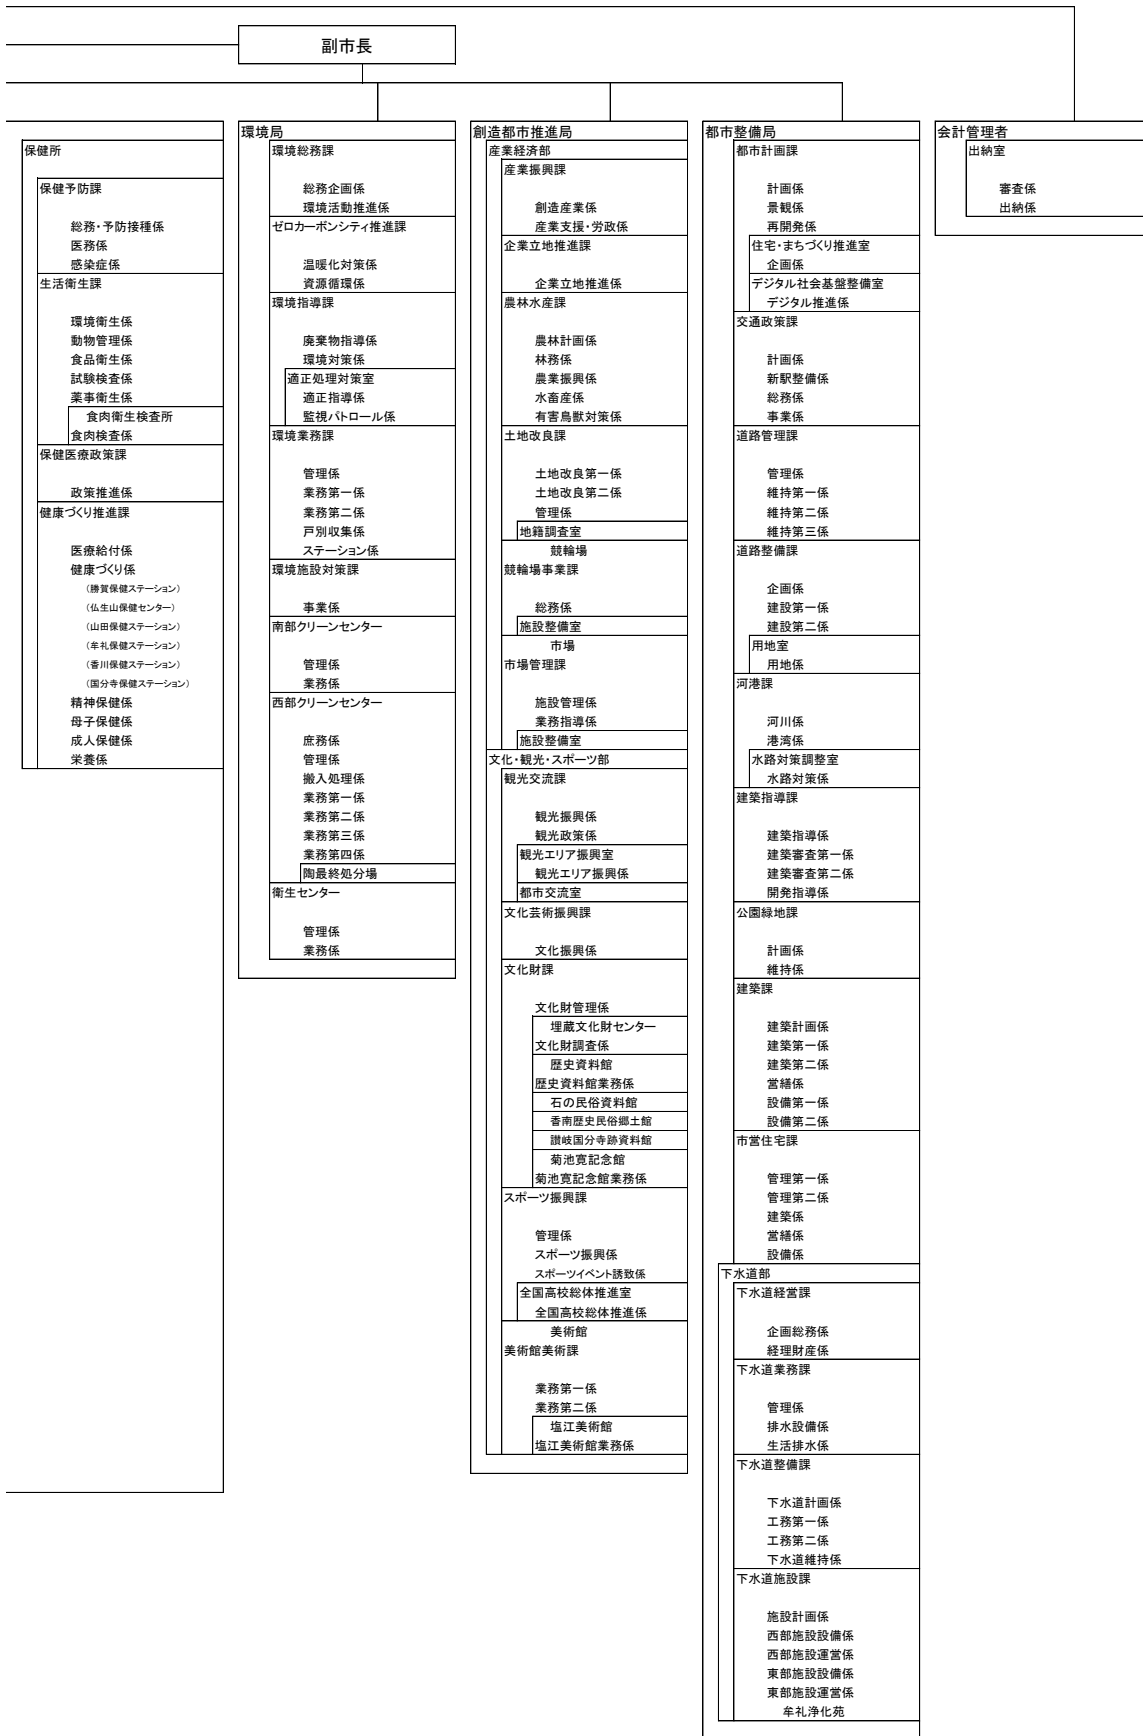 副市長
保健所
保健予防課
総務・予防接種係
医務係
感染症係
生活衛生課
環境衛生係
動物管理係
食品衛生係
試験検査係
薬事衛生係
食肉衛生検査所
食肉検査係
保健医療政策課
政策推進係
健康づくり推進課
医療給付係
健康づくり係
（勝賀保健ステーション）
（仏生山保健センター）
（山田保健ステーション）
（牟礼保健ステーション）
（香川保健ステーション）
（国分寺保健ステーション）
精神保健係
母子保健係
成人保健係
栄養係
環境局
環境総務課
総務企画係
環境活動推進係
ゼロカーボンシティ推進課
温暖化対策係
資源循環係
環境指導課
廃棄物指導係
環境対策係
適正処理対策室
適正指導係
監視パトロール係
環境業務課
管理係
業務第一係
業務第二係
戸別収集係
ステーション係
環境施設対策課
事業係
南部クリーンセンター
管理係
業務係
西部クリーンセンター
庶務係
管理係
搬入処理係
業務第一係
業務第二係
業務第三係
業務第四係
陶最終処分場
衛生センター
管理係
業務係
創造都市推進局
産業経済部
産業振興課
創造産業係
産業支援・労政係
企業立地推進課
企業立地推進係
農林水産課
農林計画係
林務係
農業振興係
水畜産係
有害鳥獣対策係
土地改良課
土地改良第一係
土地改良第二係
管理係
地籍調査室
競輪場
競輪場事業課
総務係
施設整備室
市場
市場管理課
施設管理係
業務指導係
施設整備室
文化・観光・スポーツ部
観光交流課
観光振興係
観光政策係
観光エリア振興室
観光エリア振興係
都市交流室
文化芸術振興課
文化振興係
文化財課
文化財管理係
埋蔵文化財センター
文化財調査係
歴史資料館
歴史資料館業務係
石の民俗資料館
香南歴史民俗郷土館
讃岐国分寺跡資料館
菊池寛記念館
菊池寛記念館業務係
スポーツ振興課
管理係
スポーツ振興係
スポーツイベント誘致係
全国高校総体推進室
全国高校総体推進係
美術館
美術館美術課
業務第一係
業務第二係
塩江美術館
塩江美術館業務係
都市整備局
都市計画課
計画係
景観係
再開発係
住宅・まちづくり推進室
企画係
デジタル社会基盤整備室
デジタル推進係
交通政策課
計画係
新駅整備係
総務係
事業係
道路管理課
管理係
維持第一係
維持第二係
維持第三係
道路整備課
企画係
建設第一係
建設第二係
用地室
用地係
河港課
河川係
港湾係
水路対策調整室
水路対策係
建築指導課
建築指導係
建築審査第一係
建築審査第二係
開発指導係
公園緑地課
計画係
維持係
建築課
建築計画係
建築第一係
建築第二係
営繕係
設備第一係
設備第二係
市営住宅課
管理第一係
管理第二係
建築係
営繕係
設備係
下水道部
下水道経営課
企画総務係
経理財産係
下水道業務課
管理係
排水設備係
生活排水係
下水道整備課
下水道計画係
工務第一係
工務第二係
下水道維持係
下水道施設課
施設計画係
西部施設設備係
西部施設運営係
東部施設設備係
東部施設運営係
牟礼浄化苑
会計管理者
出納室
審査係
出納係